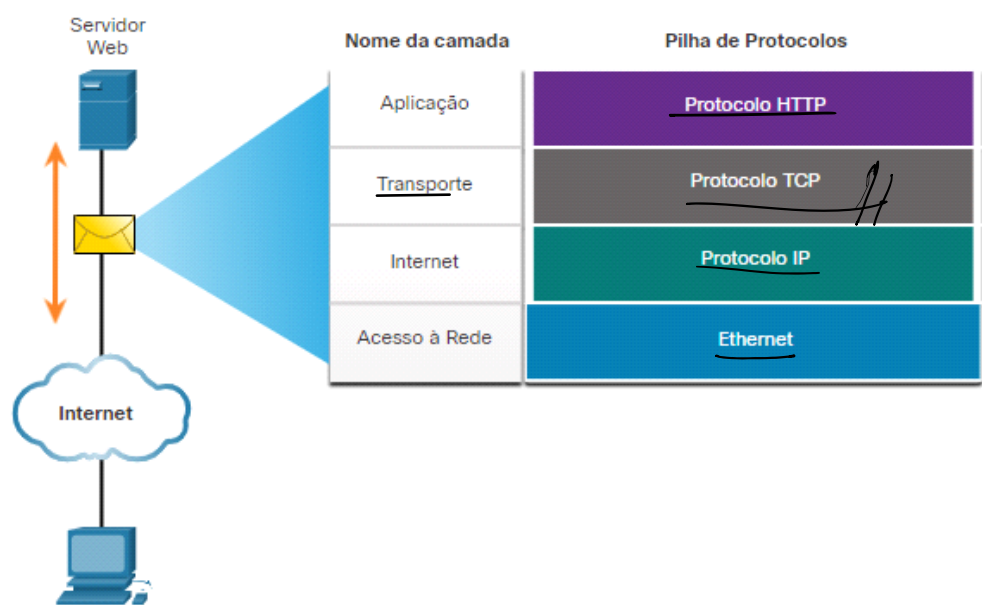 Servidor
Web
Nome da camada
Pilha de Protocolos
Aplicação
Protocolo HTTP
Transporte
Protocolo TCP
Internet
Protocolo IP
Acesso à Rede
Ethernet
Internet